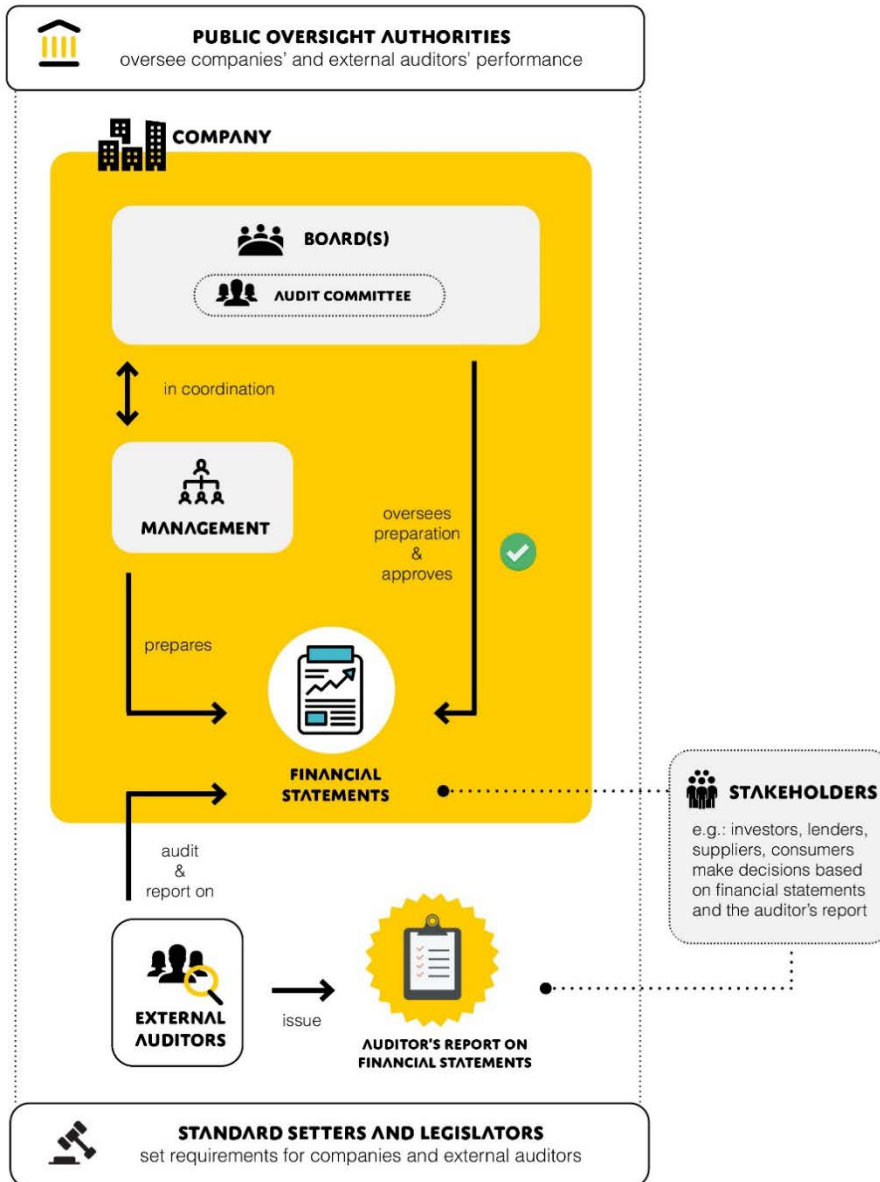 PUBLIC OVERSIGHT AUTHORITIES
oversee companies' and external auditors' performance
COMPANY
BOARD(S)
AUDIT COMMITTEE
in coordination
MANAGEMENT
oversees
preparation
&
approves
prepares
FINANCIAL
STATEMENTS
STAKEHOLDERS
e.g.: investors, lenders,
suppliers, consumers
make decisions based
on financial statements
and the auditor's report
audit
&
report on
EXTERNAL
AUDITORS
issue
AUDITOR'S REPORT ON
FINANCIAL STATEMENTS
STANDARD SETTERS AND LEGISLATORS
set requirements for companies and external auditors